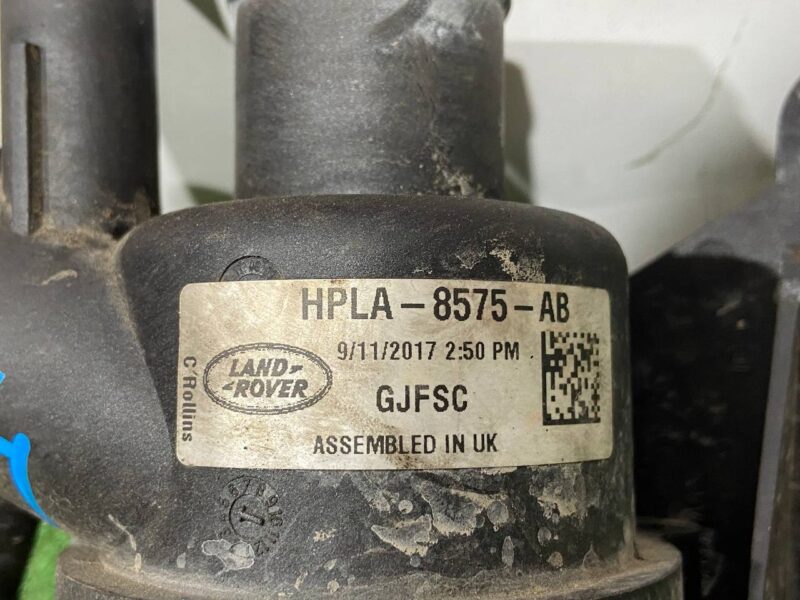 HPLA-8575-AB
9/11/2017 2:50 PM
LAND-
-ROVER
GJFSC
ASSEMBLED IN UK
C Rollins